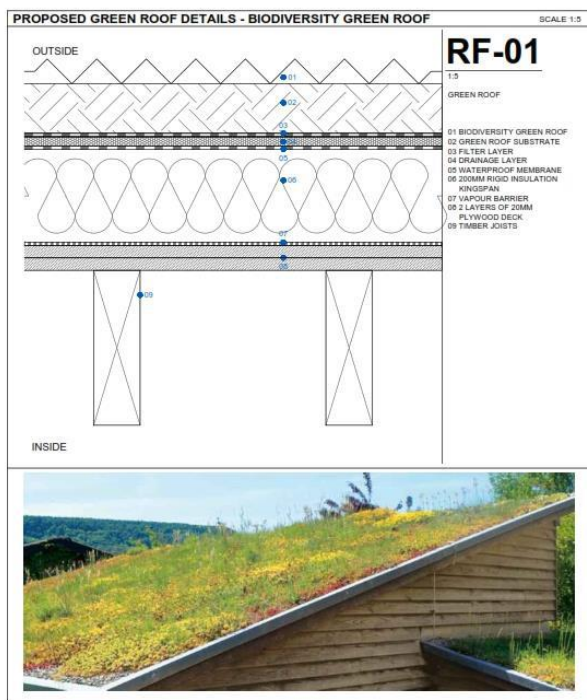 PROPOSED GREEN ROOF DETAILS - BIODIVERSITY GREEN ROOF
SCALE 1:5
OUTSIDE
RF-01
1:5
GREEN ROOF
01 BIODIVERSITY GREEN ROOF
02 GREEN ROOF SUBSTRATE
03 FILTER LAYER
04 DRAINAGE LAYER
05 WATERPROOF MEMBRANE
06 200MM RIGID INSULATION
KINGSPAN
07 VAPOUR BARRIER
08 2 LAYERS OF 20MM
PLYWOOD DECK
09 TIMBER JOISTS
01
02
03
05
06
07
08
09
INSIDE